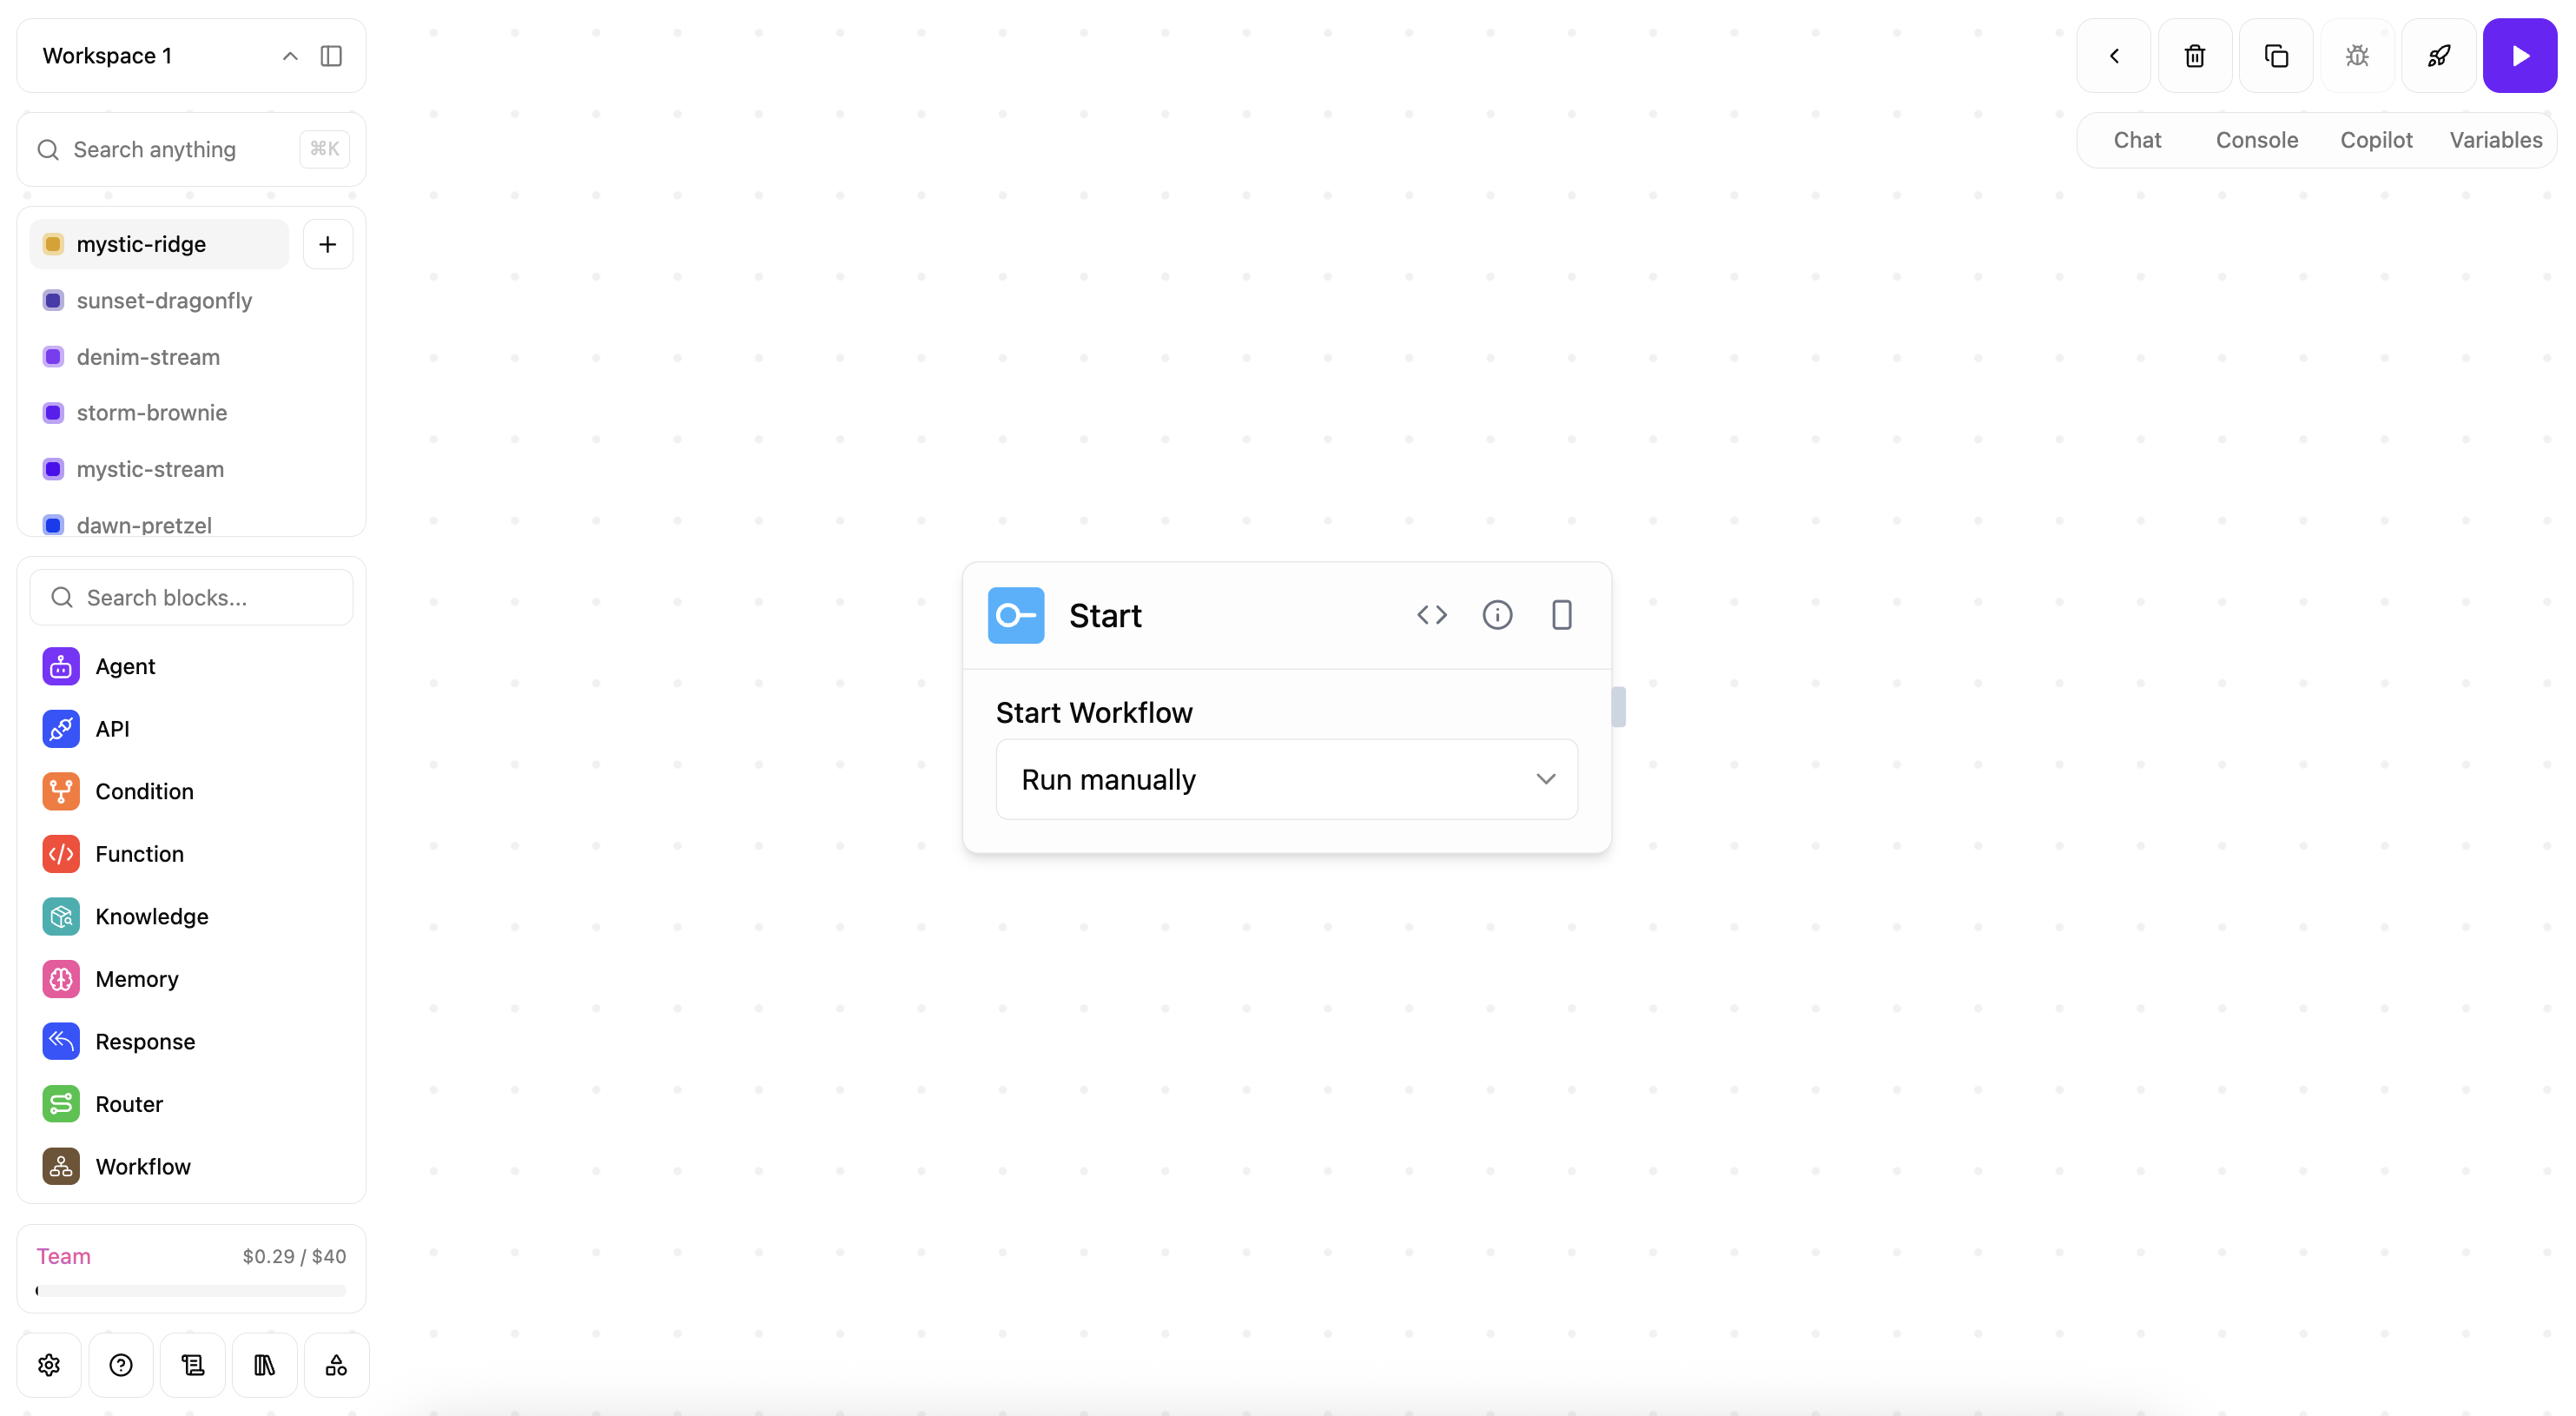 Workspace 1
Search anything ⌘K
mystic-ridge
sunset-dragonfly
denim-stream
storm-brownie
mystic-stream
dawn-pretzel
Search blocks...
Agent
API
Condition
Function
Knowledge
Memory
Response
Router
Workflow
Team $0.29 / $40
Start
Start Workflow
Run manually
Chat Console Copilot Variables